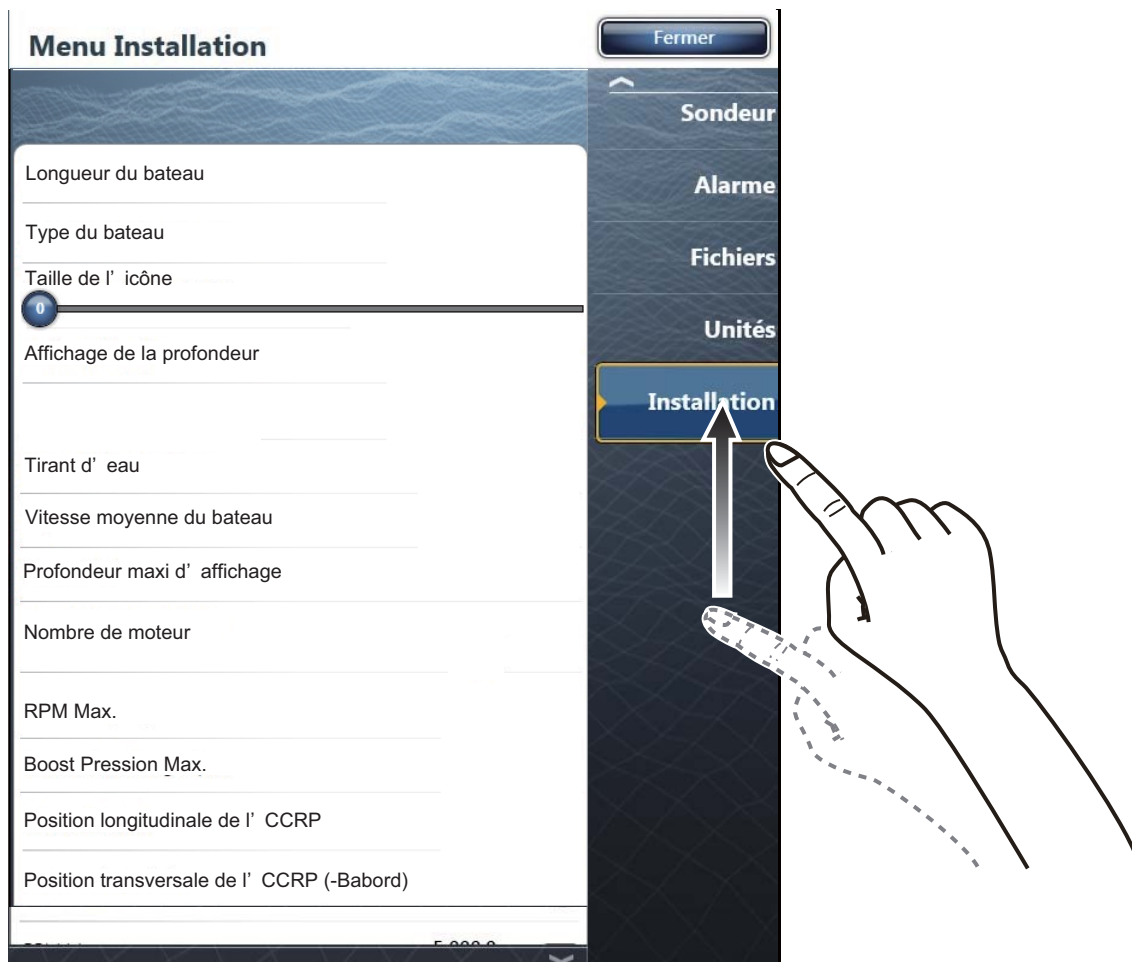 Menu Installation
Fermer
Sondeur
Alarme
Fichiers
Unités
Installation
Longueur du bateau
Type du bateau
Taille de l’ icône
0
Affichage de la profondeur
Tirant d’ eau
Vitesse moyenne du bateau
Profondeur maxi d’ affichage
Nombre de moteur
RPM Max.
Boost Pression Max.
Position longitudinale de l’ CCRP
Position transversale de l’ CCRP (-Babord)